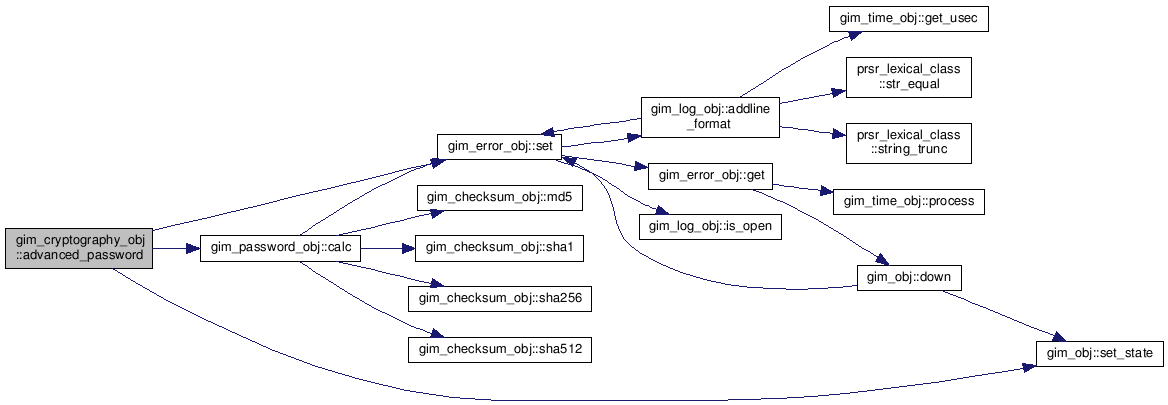 gim_time_obj::get_usec
prsr_lexical_class
::str_equal
gim_log_obj::addline
_format
prsr_lexical_class
::string_trunc
gim_error_obj::set
gim_error_obj::get
gim_checksum_obj::md5
gim_time_obj::process
gim_log_obj::is_open
gim_cryptography_obj
::advanced_password
gim_password_obj::calc
gim_checksum_obj::sha1
gim_obj::down
gim_checksum_obj::sha256
gim_checksum_obj::sha512
gim_obj::set_state